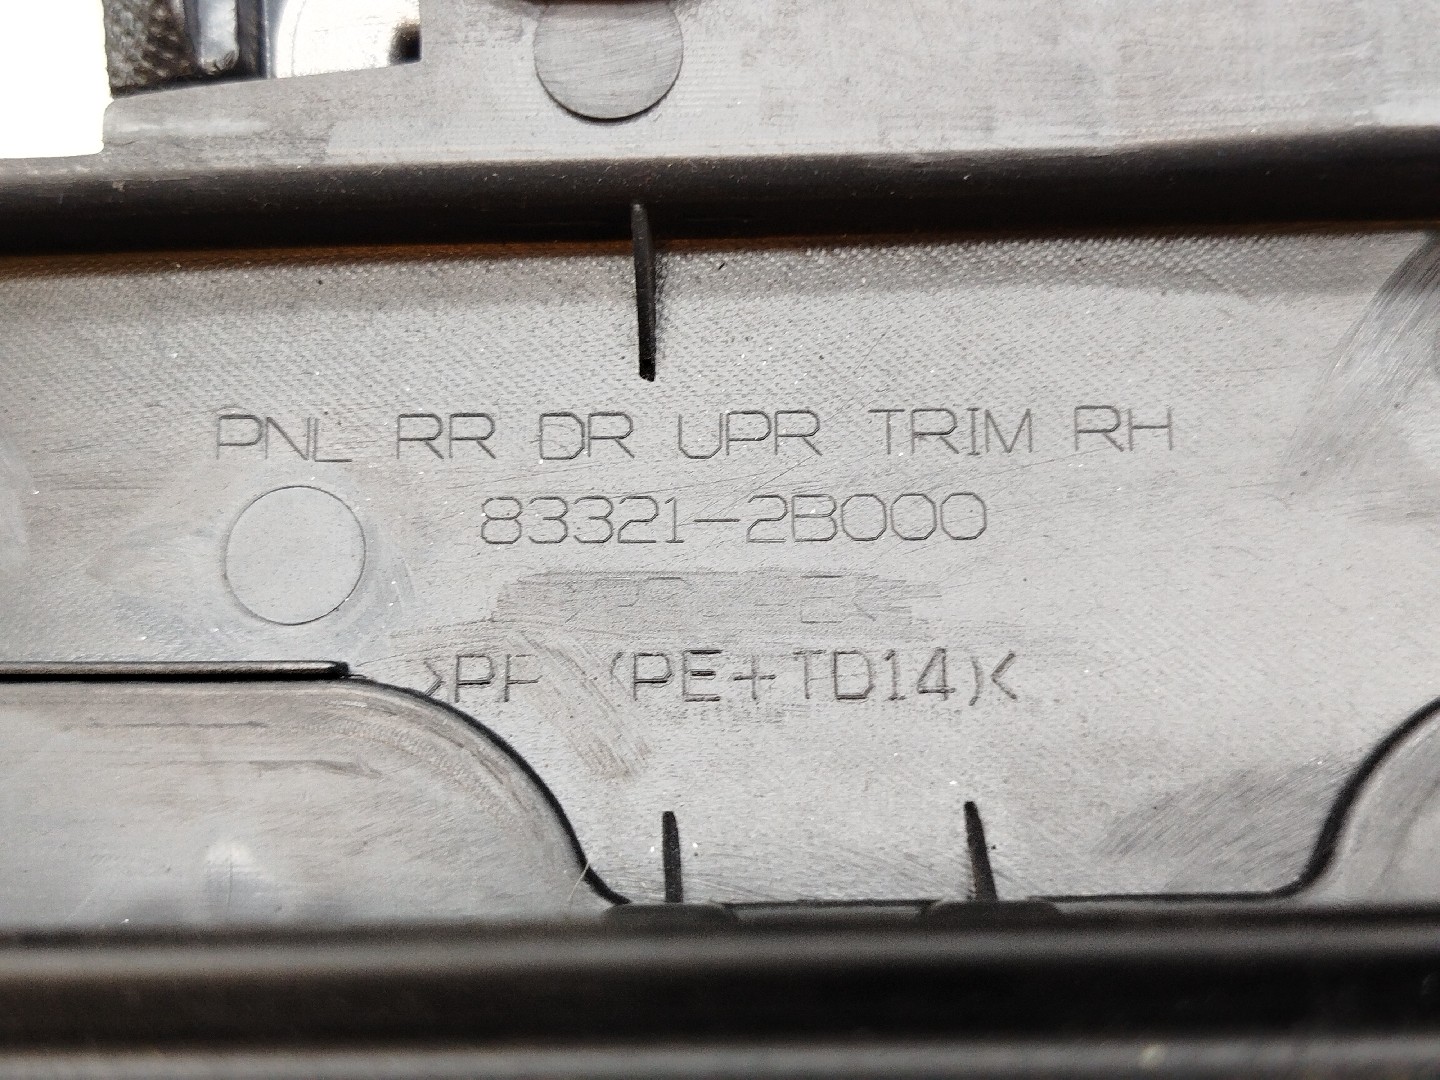 PNL RR DR UPR TRIM RH
83321-2B000
>PP (PE+TD14)<